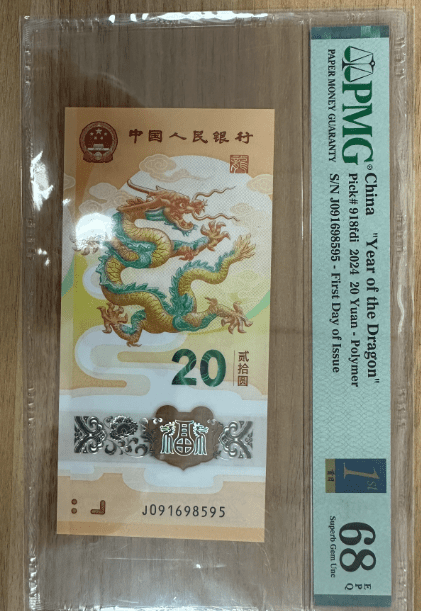 中国人民银行
20
贰拾圆
J091698595
PMG®
PAPER MONEY GUARANTY
China "Year of the Dragon"
Pick# 918fdi 2024 20 Yuan - Polymer
S/N J091698595 - First Day of Issue
1ST
68 EPQ
Superb Gem Unc